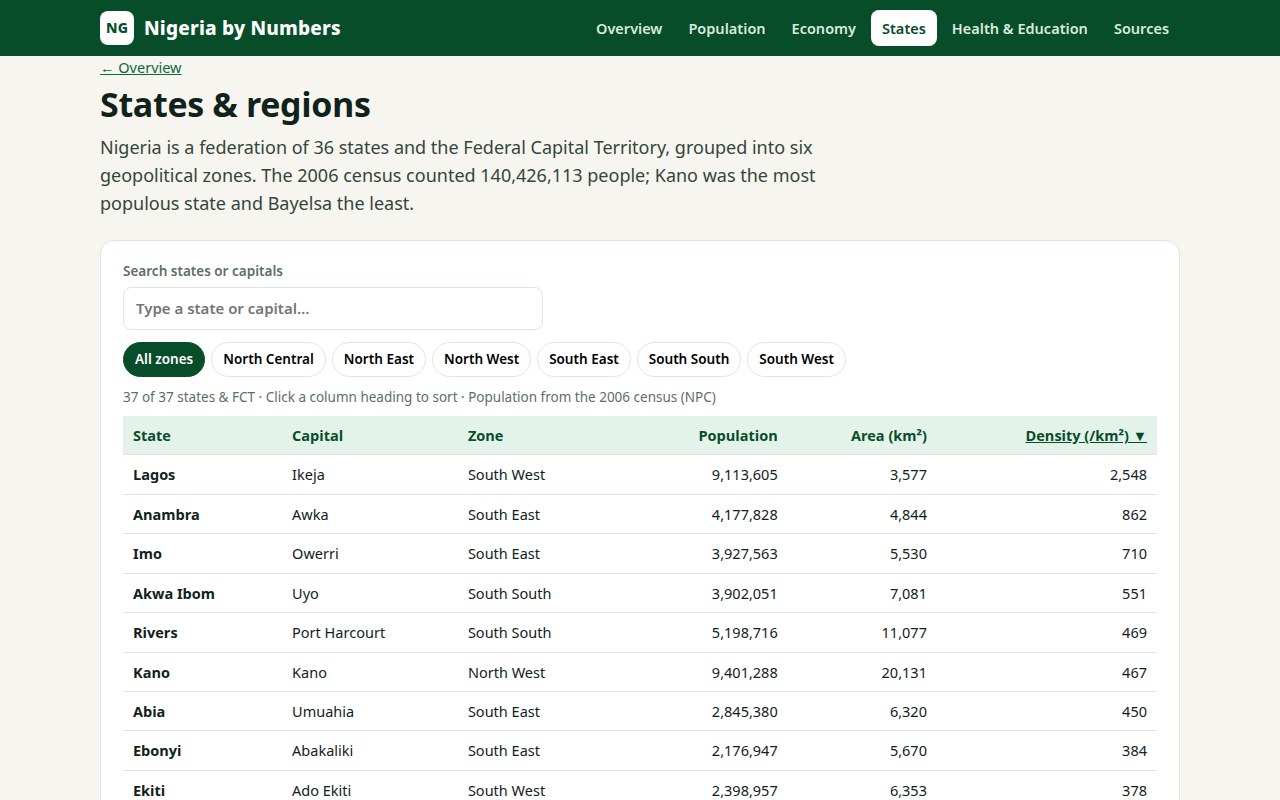 NG Nigeria by Numbers Overview Population Economy States Health & Education Sources
← Overview
States & regions
Nigeria is a federation of 36 states and the Federal Capital Territory, grouped into six
geopolitical zones. The 2006 census counted 140,426,113 people; Kano was the most
populous state and Bayelsa the least.
Search states or capitals
Type a state or capital...
All zones North Central North East North West South East South South South West
37 of 37 states & FCT · Click a column heading to sort · Population from the 2006 census (NPC)
State Capital Zone Population Area (km²) Density (/km²) ▼
Lagos Ikeja South West 9,113,605 3,577 2,548
Anambra Awka South East 4,177,828 4,844 862
Imo Owerri South East 3,927,563 5,530 710
Akwa Ibom Uyo South South 3,902,051 7,081 551
Rivers Port Harcourt South South 5,198,716 11,077 469
Kano Kano North West 9,401,288 20,131 467
Abia Umuahia South East 2,845,380 6,320 450
Ebonyi Abakaliki South East 2,176,947 5,670 384
Ekiti Ado Ekiti South West 2,398,957 6,353 378